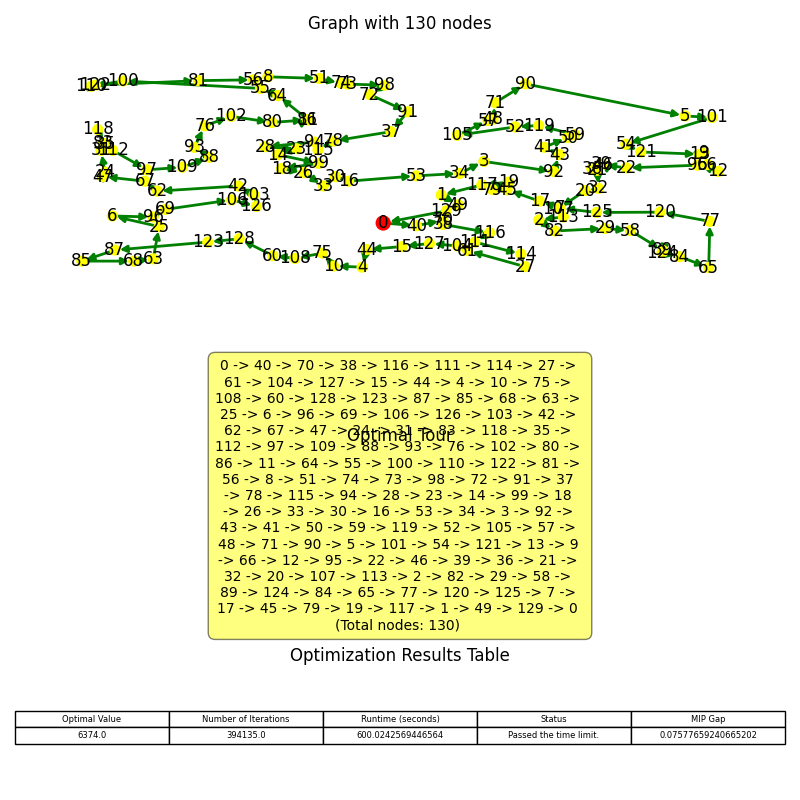 Graph with 130 nodes
110 122 100 81 56 8 55 64 51 74 73 98 72 91 37
90 71 48 57 105 52 119 59 50 41 43 92 5 101 54 121 13 9 66 95 12
118 83 35 31 112 24 47 97 109 88 93 76 102 80 86 11 67 62
28 23 94 115 78 14 99 18 26 33 30 16 53 34 3
22 46 39 36 21 32 20 107 7 113 2 82 17 45 79 19 117 1 49 129
42 103 126 106 69 96 6 25 0 40 70 38 116 125 120 77
87 85 68 63 123 128 60 108 75 10 4 44 15 127 104 61 111 114 27
29 58 89 124 84 65
0 -> 40 -> 70 -> 38 -> 116 -> 111 -> 114 -> 27 ->
61 -> 104 -> 127 -> 15 -> 44 -> 4 -> 10 -> 75 ->
108 -> 60 -> 128 -> 123 -> 87 -> 85 -> 68 -> 63 ->
25 -> 6 -> 96 -> 69 -> 106 -> 126 -> 103 -> 42 ->
62 -> 67 -> 47 -> 24 -> 31 -> 83 -> 118 -> 35 ->
Optimal Tour
112 -> 97 -> 109 -> 88 -> 93 -> 76 -> 102 -> 80 ->
86 -> 11 -> 64 -> 55 -> 100 -> 110 -> 122 -> 81 ->
56 -> 8 -> 51 -> 74 -> 73 -> 98 -> 72 -> 91 -> 37
-> 78 -> 115 -> 94 -> 28 -> 23 -> 14 -> 99 -> 18
-> 26 -> 33 -> 30 -> 16 -> 53 -> 34 -> 3 -> 92 ->
43 -> 41 -> 50 -> 59 -> 119 -> 52 -> 105 -> 57 ->
48 -> 71 -> 90 -> 5 -> 101 -> 54 -> 121 -> 13 -> 9
-> 66 -> 12 -> 95 -> 22 -> 46 -> 39 -> 36 -> 21 ->
32 -> 20 -> 107 -> 113 -> 2 -> 82 -> 29 -> 58 ->
89 -> 124 -> 84 -> 65 -> 77 -> 120 -> 125 -> 7 ->
17 -> 45 -> 79 -> 19 -> 117 -> 1 -> 49 -> 129 -> 0
(Total nodes: 130)
Optimization Results Table
Optimal Value Number of Iterations Runtime (seconds) Status MIP Gap
6374.0 394135.0 600.0242569446564 Passed the time limit. 0.07577659240665202